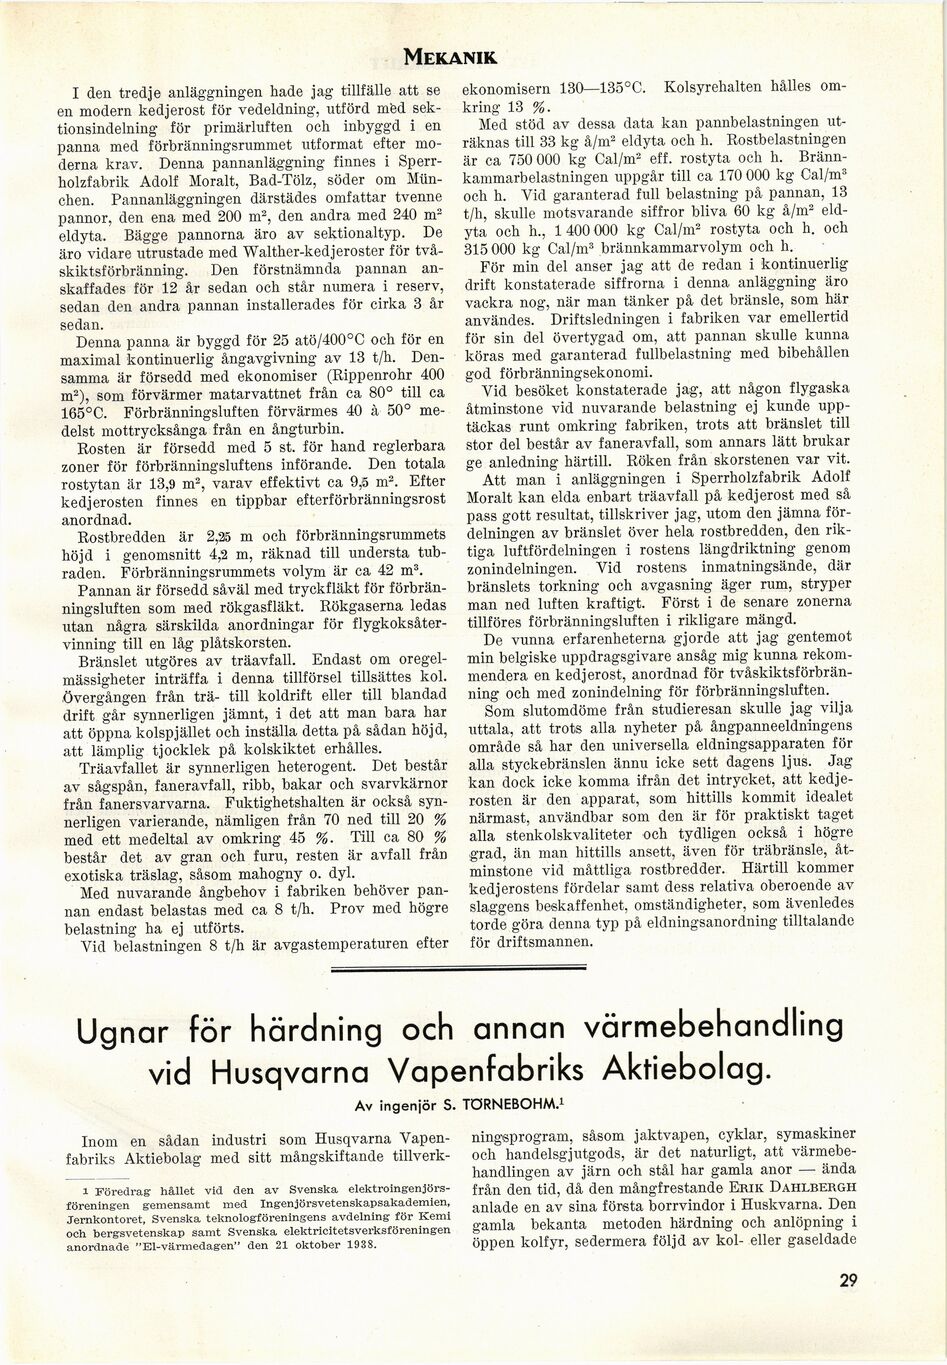 MEKANIK
I den tredje anläggningen hade jag tillfälle att se
en modern kedjerost för vedeldning, utförd med sek-
tionsindelning för primärluften och inbyggd i en
panna med förbränningsrummet utformat efter mo-
derna krav. Denna pannanläggning finnes i Sperr-
holzfabrik Adolf Moralt, Bad-Tölz, söder om Mün-
chen. Pannanläggningen därstädes omfattar tvenne
pannor, den ena med 200 m², den andra med 240 m²
eldyta. Bägge pannorna äro av sektionaltyp. De
äro vidare utrustade med Walther-kedjeroster för två-
skiktsförbränning. Den förstnämnda pannan an-
skaffades för 12 år sedan och står numera i reserv,
sedan den andra pannan installerades för cirka 3 år
sedan.
Denna panna är byggd för 25 atö/400°C och för en
maximal kontinuerlig ångavgivning av 13 t/h. Den-
samma är försedd med ekonomiser (Rippenrohr 400
m²), som förvärmer matarvattnet från ca 80° till ca
165°C. Förbränningsluften förvärmes 40 à 50° me-
delst mottrycksånga från en ångturbin.
Rosten är försedd med 5 st. för hand reglerbara
zoner för förbränningsluftens införande. Den totala
rostytan är 13,9 m², varav effektivt ca 9,5 m². Efter
kedjerosten finnes en tippbar efterförbränningsrost
anordnad.
Rostbredden är 2,25 m och förbränningsrummets
höjd i genomsnitt 4,2 m, räknad till understa tub-
raden. Förbränningsrummets volym är ca 42 m³.
Pannan är försedd såväl med tryckfläkt för förbrän-
ningsluften som med rökgasfläkt. Rökgaserna ledas
utan några särskilda anordningar för flygkoksåter-
vinning till en låg plåtskorsten.
Bränslet utgöres av träavfall. Endast om oregel-
mässigheter inträffa i denna tillförsel tillsättes kol.
Övergången från trä- till koldrift eller till blandad
drift går synnerligen jämnt, i det att man bara har
att öppna kolspjället och inställa detta på sådan höjd,
att lämplig tjocklek på kolskiktet erhålles.
Träavfallet är synnerligen heterogent. Det består
av sågspån, faneravfall, ribb, bakar och svarvkärnor
från fanersvarvarna. Fuktighetshalten är också syn-
nerligen varierande, nämligen från 70 ned till 20 %
med ett medeltal av omkring 45 %. Till ca 80 %
består det av gran och furu, resten är avfall från
exotiska träslag, såsom mahogny o. dyl.
Med nuvarande ångbehov i fabriken behöver pan-
nan endast belastas med ca 8 t/h. Prov med högre
belastning ha ej utförts.
Vid belastningen 8 t/h är avgastemperaturen efter
ekonomisern 130—135°C. Kolsyrehalten hålles om-
kring 13 %.
Med stöd av dessa data kan pannbelastningen ut-
räknas till 33 kg å/m² eldyta och h. Rostbelastningen
är ca 750 000 kg Cal/m² eff. rostyta och h. Bränn-
kammarbelastningen uppgår till ca 170 000 kg Cal/m³
och h. Vid garanterad full belastning på pannan, 13
t/h, skulle motsvarande siffror bliva 60 kg å/m² eld-
yta och h., 1 400 000 kg Cal/m² rostyta och h. och
315 000 kg Cal/m³ brännkammarvolym och h.
För min del anser jag att de redan i kontinuerlig
drift konstaterade siffrorna i denna anläggning äro
vackra nog, när man tänker på det bränsle, som här
användes. Driftsledningen i fabriken var emellertid
för sin del övertygad om, att pannan skulle kunna
köras med garanterad fullbelastning med bibehållen
god förbränningsekonomi.
Vid besöket konstaterade jag, att någon flygaska
åtminstone vid nuvarande belastning ej kunde upp-
täckas runt omkring fabriken, trots att bränslet till
stor del består av faneravfall, som annars lätt brukar
ge anledning härtill. Röken från skorstenen var vit.
Att man i anläggningen i Sperrholzfabrik Adolf
Moralt kan elda enbart träavfall på kedjerost med så
pass gott resultat, tillskriver jag, utom den jämna för-
delningen av bränslet över hela rostbredden, den rik-
tiga luftfördelningen i rostens längdriktning genom
zonindelningen. Vid rostens inmatningsände, där
bränslets torkning och avgasning äger rum, stryper
man ned luften kraftigt. Först i de senare zonerna
tillföres förbränningsluften i rikligare mängd.
De vunna erfarenheterna gjorde att jag gentemot
min belgiske uppdragsgivare ansåg mig kunna rekom-
mendera en kedjerost, anordnad för tvåskiktsförbrän-
ning och med zonindelning för förbränningsluften.
Som slutomdöme från studieresan skulle jag vilja
uttala, att trots alla nyheter på ångpanneeldningens
område så har den universella eldningsapparaten för
alla styckebränslen ännu icke sett dagens ljus. Jag
kan dock icke komma ifrån det intrycket, att kedje-
rosten är den apparat, som hittills kommit idealet
närmast, användbar som den är för praktiskt taget
alla stenkolskvaliteter och tydligen också i högre
grad, än man hittills ansett, även för träbränsle, åt-
minstone vid måttliga rostbredder. Härtill kommer
kedjerostens fördelar samt dess relativa oberoende av
slaggens beskaffenhet, omständigheter, som ävenledes
torde göra denna typ på eldningsanordning tilltalande
för driftsmannen.
Ugnar för härdning och annan värmebehandling
vid Husqvarna Vapenfabriks Aktiebolag.
Av ingenjör S. TÖRNEBOHM.¹
Inom en sådan industri som Husqvarna Vapen-
fabriks Aktiebolag med sitt mångskiftande tillverk-
¹ Föredrag hållet vid den av Svenska elektroingenjörs-
föreningen gemensamt med Ingenjörsvetenskapsakademien,
Jernkontoret, Svenska teknologföreningens avdelning för Kemi
och bergsvetenskap samt Svenska elektricitetsverksföreningen
anordnade "El-värmedagen" den 21 oktober 1938.
ningsprogram, såsom jaktvapen, cyklar, symaskiner
och handelsgjutgods, är det naturligt, att värmebe-
handlingen av järn och stål har gamla anor — ända
från den tid, då den mångfrestande ERIK DAHLBERGH
anlade en av sina första borrvindor i Huskvarna. Den
gamla bekanta metoden härdning och anlöpning i
öppen kolfyr, sedermera följd av kol- eller gaseldade
29